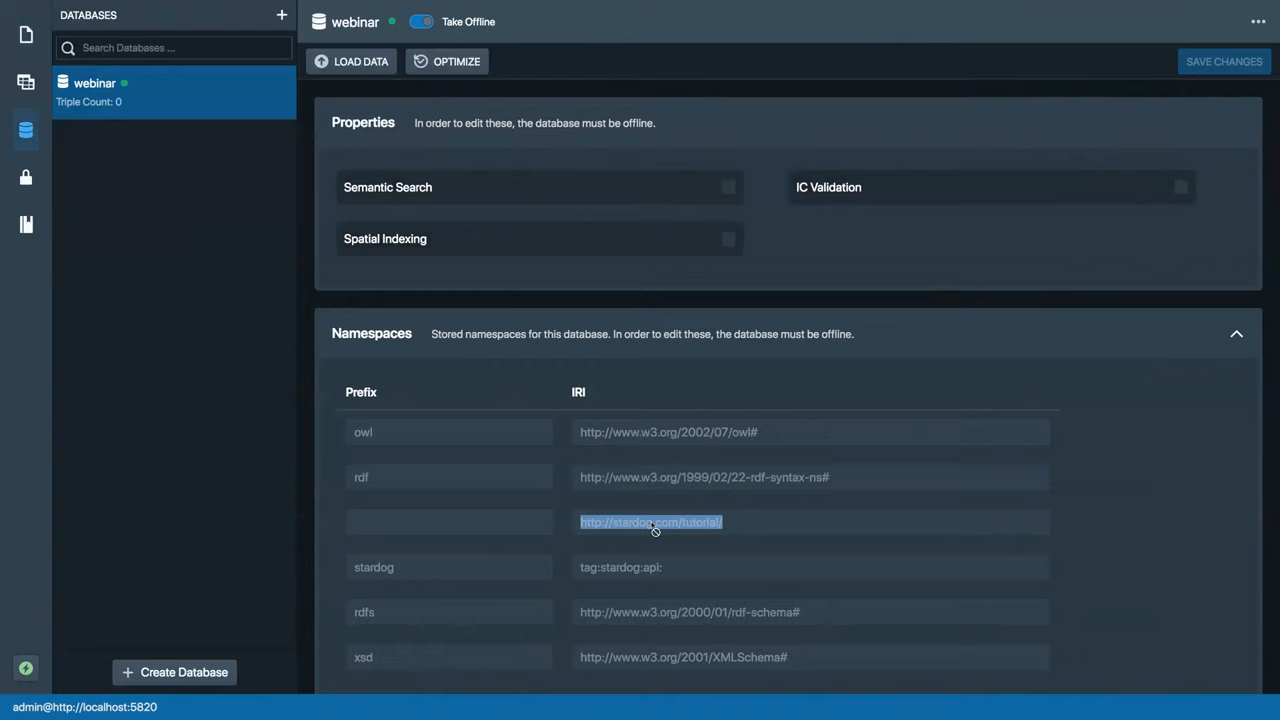 DATABASES
Search Databases ...
webinar
Triple Count: 0
Create Database
webinar
Take Offline
LOAD DATA
OPTIMIZE
SAVE CHANGES
Properties In order to edit these, the database must be offline.
Semantic Search
IC Validation
Spatial Indexing
Namespaces Stored namespaces for this database. In order to edit these, the database must be offline.
Prefix IRI
owl http://www.w3.org/2002/07/owl#
rdf http://www.w3.org/1999/02/22-rdf-syntax-ns#
http://stardog.com/tutorial/
stardog tag:stardog:api:
rdfs http://www.w3.org/2000/01/rdf-schema#
xsd http://www.w3.org/2001/XMLSchema#
admin@http://localhost:5820